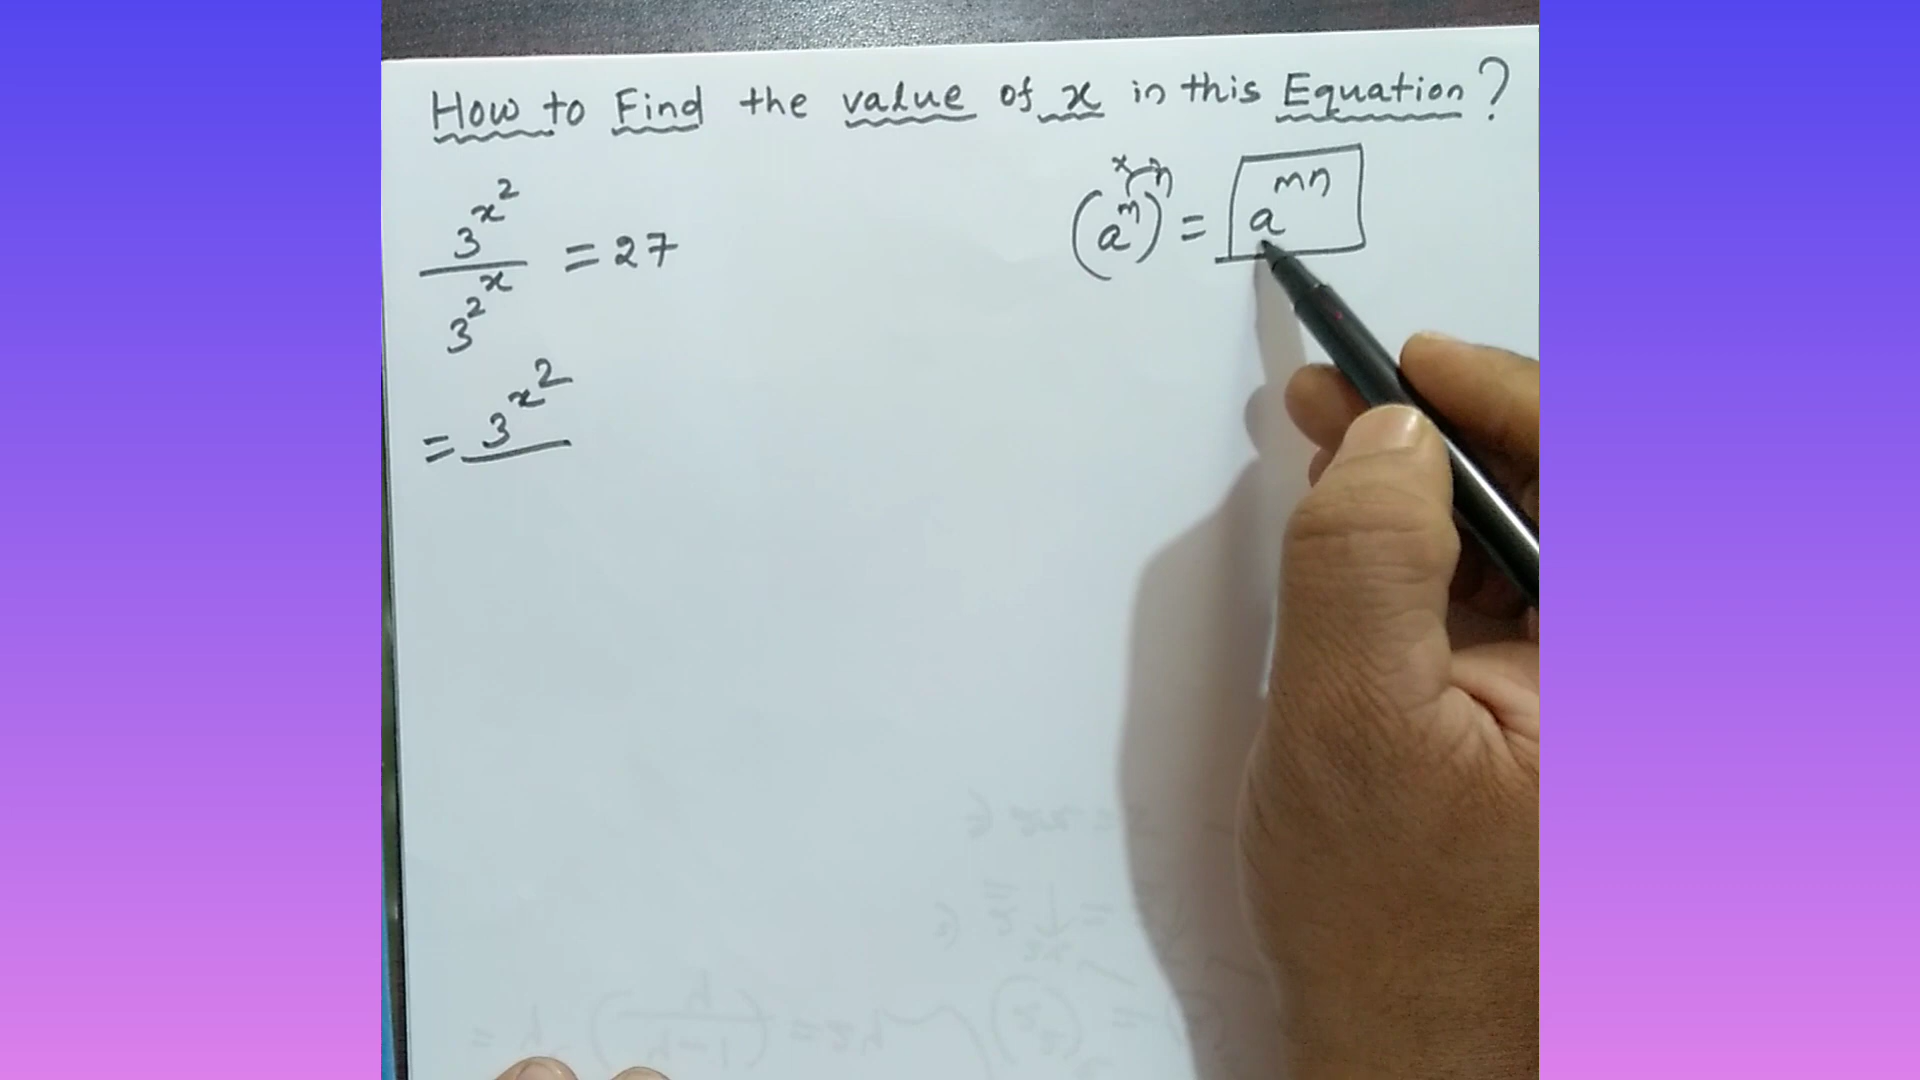 How to Find the value of x in this Equation?
3^x^2 / 3^2^x = 27
(a^m)^n = a^mn
×
= 3^x^2